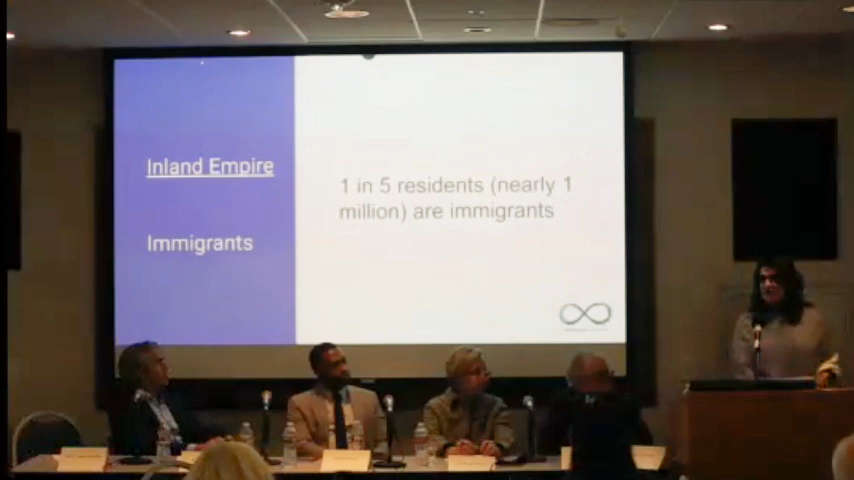 Inland Empire
Immigrants
1 in 5 residents (nearly 1
million) are immigrants